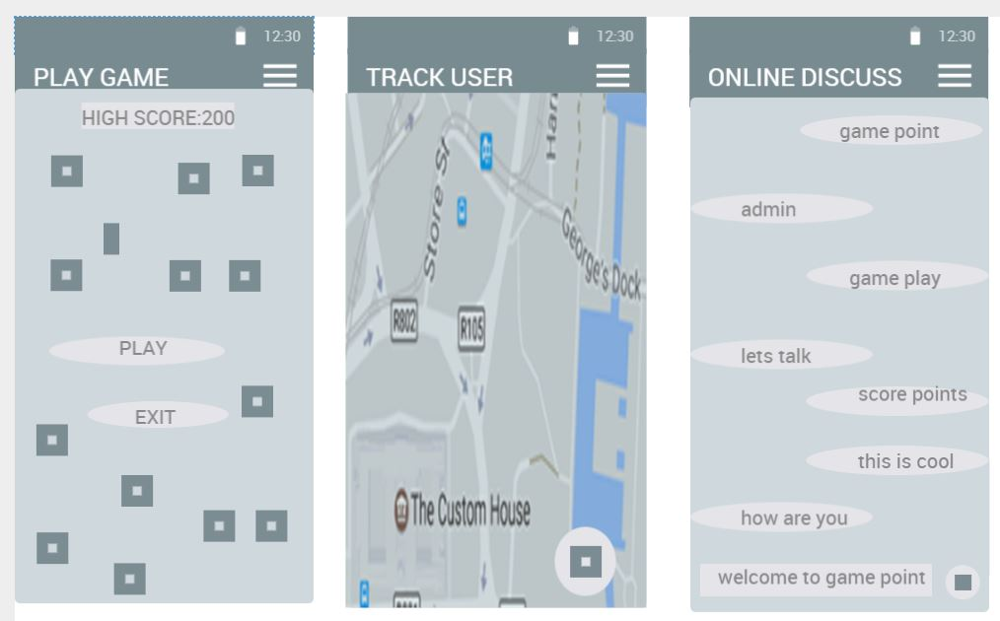 12:30
PLAY GAME
HIGH SCORE:200
PLAY
EXIT
12:30
TRACK USER
Store St
George's Dock
R802
R105
The Custom House
12:30
ONLINE DISCUSS
game point
admin
game play
lets talk
score points
this is cool
how are you
welcome to game point